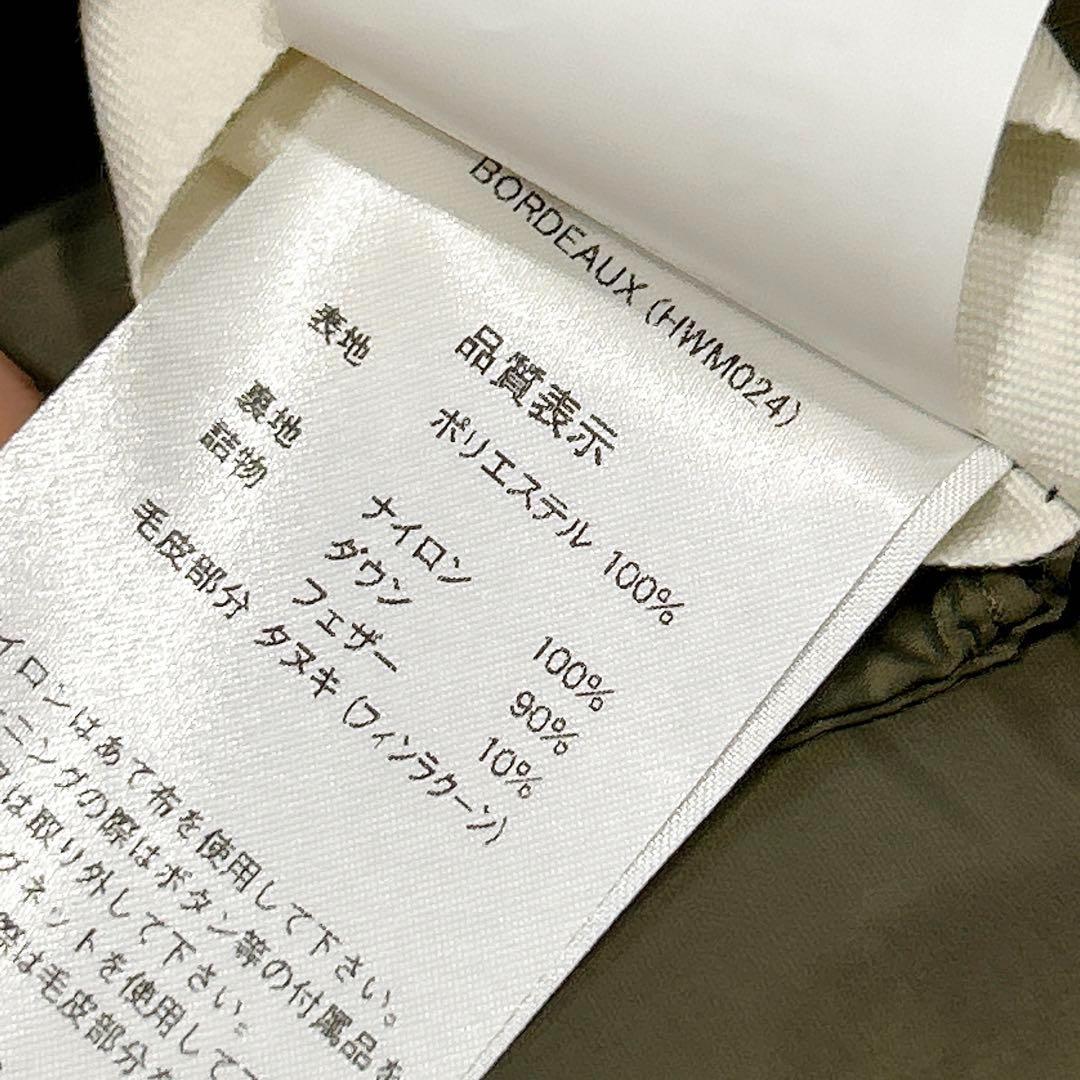 BORDEAUX (HWM024)
品質表示
表地 ポリエステル 100%
裏地 ナイロン 100%
詰物 ダウン 90%
フェザー 10%
毛皮部分 タヌキ (フィンラクーン)
イロンはあて布を使用して下さい。
ニングの際はボタン等の付属品を
は取り外して下さい。
グネットを使用して下
際は毛皮部分を